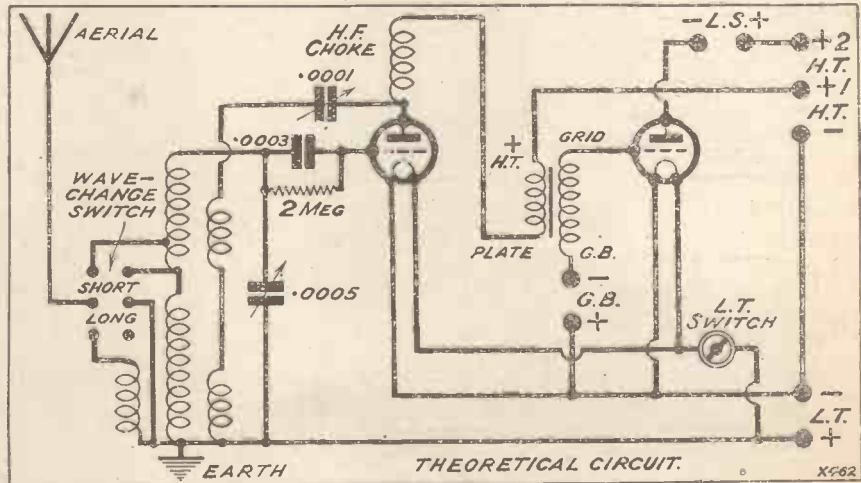 AERIAL
H.F.
CHOKE
.0001
- L.S. +
+2
H.T.
+1
H.T.
-
.0003
WAVE-
CHANGE
SWITCH
2 MEG
+
H.T.
GRID
PLATE
G.B.
-
G.B.
+
SHORT
LONG
.0005
L.T.
SWITCH
-
L.T.
+
EARTH
THEORETICAL CIRCUIT.
X462